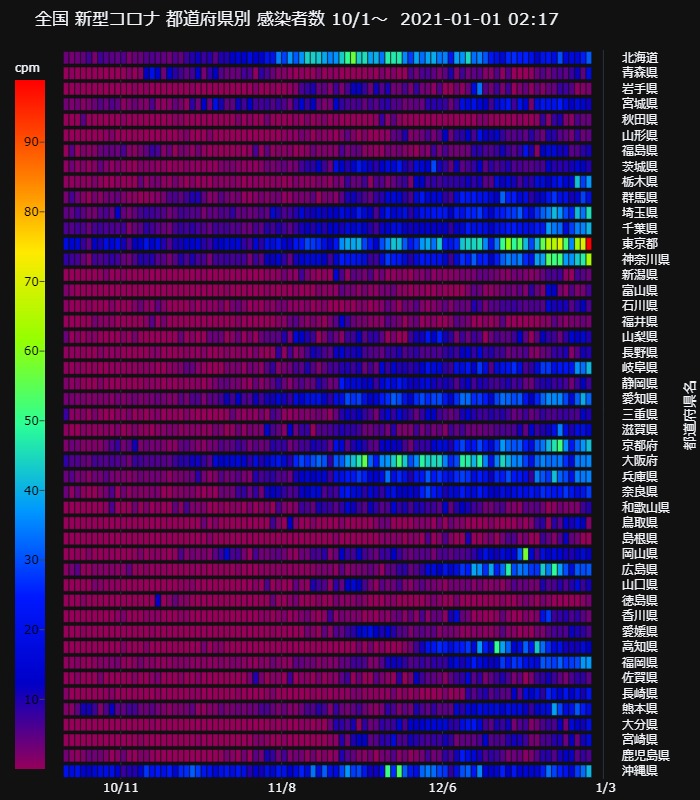 全国 新型コロナ 都道府県別 感染者数 10/1～ 2021-01-01 02:17
cpm
90
80
70
60
50
40
30
20
10
北海道
青森県
岩手県
宮城県
秋田県
山形県
福島県
茨城県
栃木県
群馬県
埼玉県
千葉県
東京都
神奈川県
新潟県
富山県
石川県
福井県
山梨県
長野県
岐阜県
静岡県
愛知県
三重県
滋賀県
京都府
大阪府
兵庫県
奈良県
和歌山県
鳥取県
島根県
岡山県
広島県
山口県
徳島県
香川県
愛媛県
高知県
福岡県
佐賀県
長崎県
熊本県
大分県
宮崎県
鹿児島県
沖縄県
都道府県名
10/11 11/8 12/6 1/3